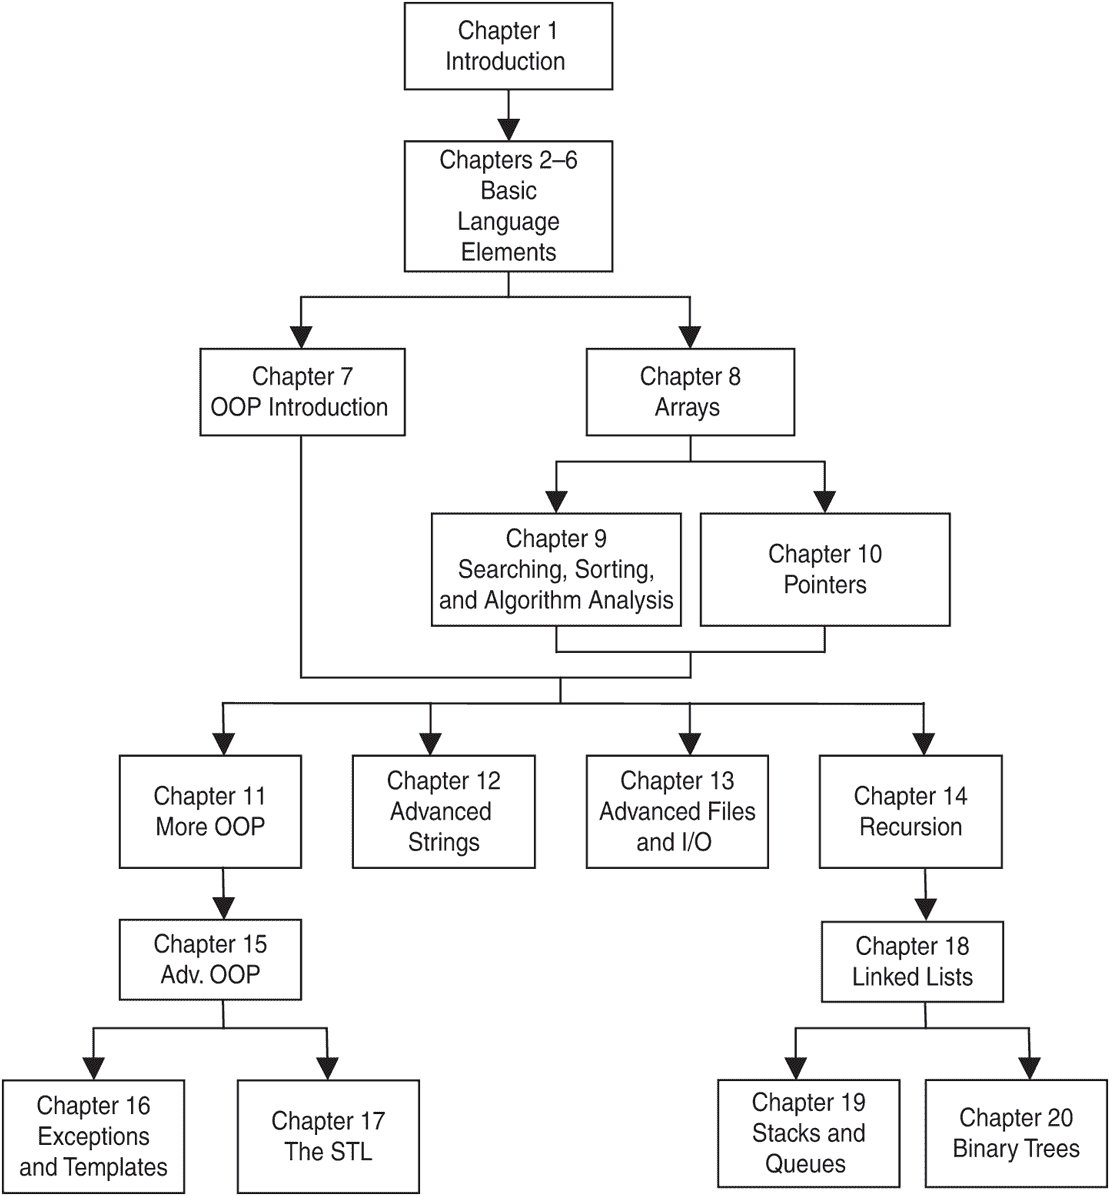 Chapter 1
Introduction
Chapters 2–6
Basic
Language
Elements
Chapter 7
OOP Introduction
Chapter 8
Arrays
Chapter 9
Searching, Sorting,
and Algorithm Analysis
Chapter 10
Pointers
Chapter 11
More OOP
Chapter 12
Advanced
Strings
Chapter 13
Advanced Files
and I/O
Chapter 14
Recursion
Chapter 15
Adv. OOP
Chapter 18
Linked Lists
Chapter 16
Exceptions
and Templates
Chapter 17
The STL
Chapter 19
Stacks and
Queues
Chapter 20
Binary Trees